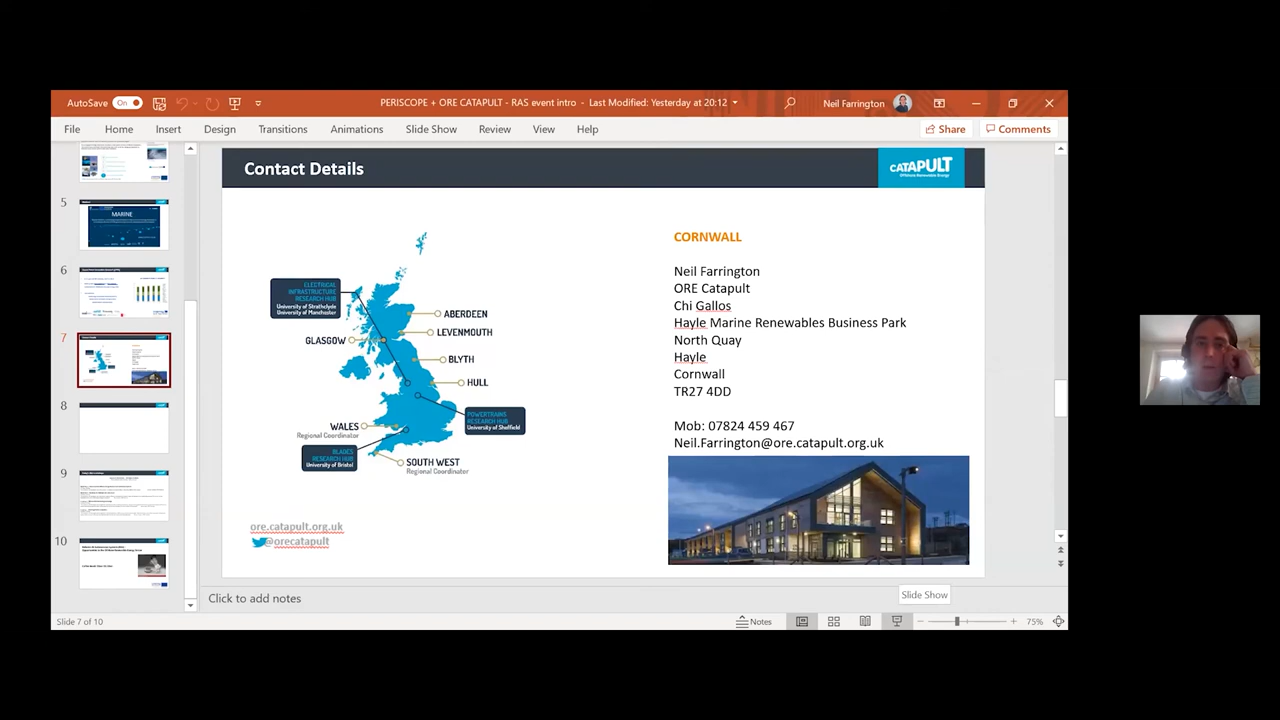 AutoSave On
PERISCOPE + ORE CATAPULT - RAS event intro - Last Modified: Yesterday at 20:12
Neil Farrington
File Home Insert Design Transitions Animations Slide Show Review View Help
Share Comments
5
MARINE
6
7
8
9
10
Contact Details
CATAPULT
Offshore Renewable Energy
ELECTRICAL
INFRASTRUCTURE
RESEARCH HUB
University of Strathclyde
University of Manchester
ABERDEEN
LEVENMOUTH
GLASGOW
BLYTH
HULL
POWERTRAINS
RESEARCH HUB
University of Sheffield
WALES
Regional Coordinator
BLADES
RESEARCH HUB
University of Bristol
SOUTH WEST
Regional Coordinator
ore.catapult.org.uk
@orecatapult
CORNWALL
Neil Farrington
ORE Catapult
Chi Gallos
Hayle Marine Renewables Business Park
North Quay
Hayle
Cornwall
TR27 4DD
Mob: 07824 459 467
Neil.Farrington@ore.catapult.org.uk
Click to add notes
Slide Show
Slide 7 of 10
Notes
75%